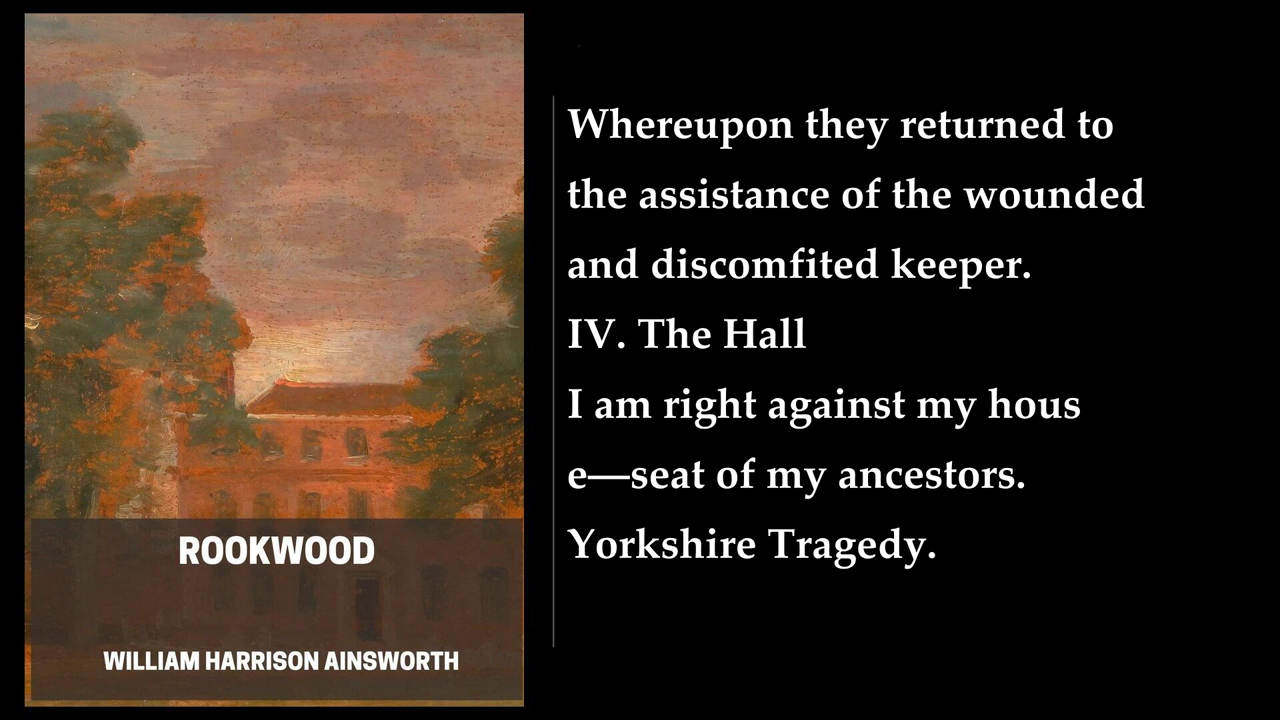 ROOKWOOD
WILLIAM HARRISON AINSWORTH
Whereupon they returned to
the assistance of the wounded
and discomfited keeper.
IV. The Hall
I am right against my hous
e—seat of my ancestors.
Yorkshire Tragedy.